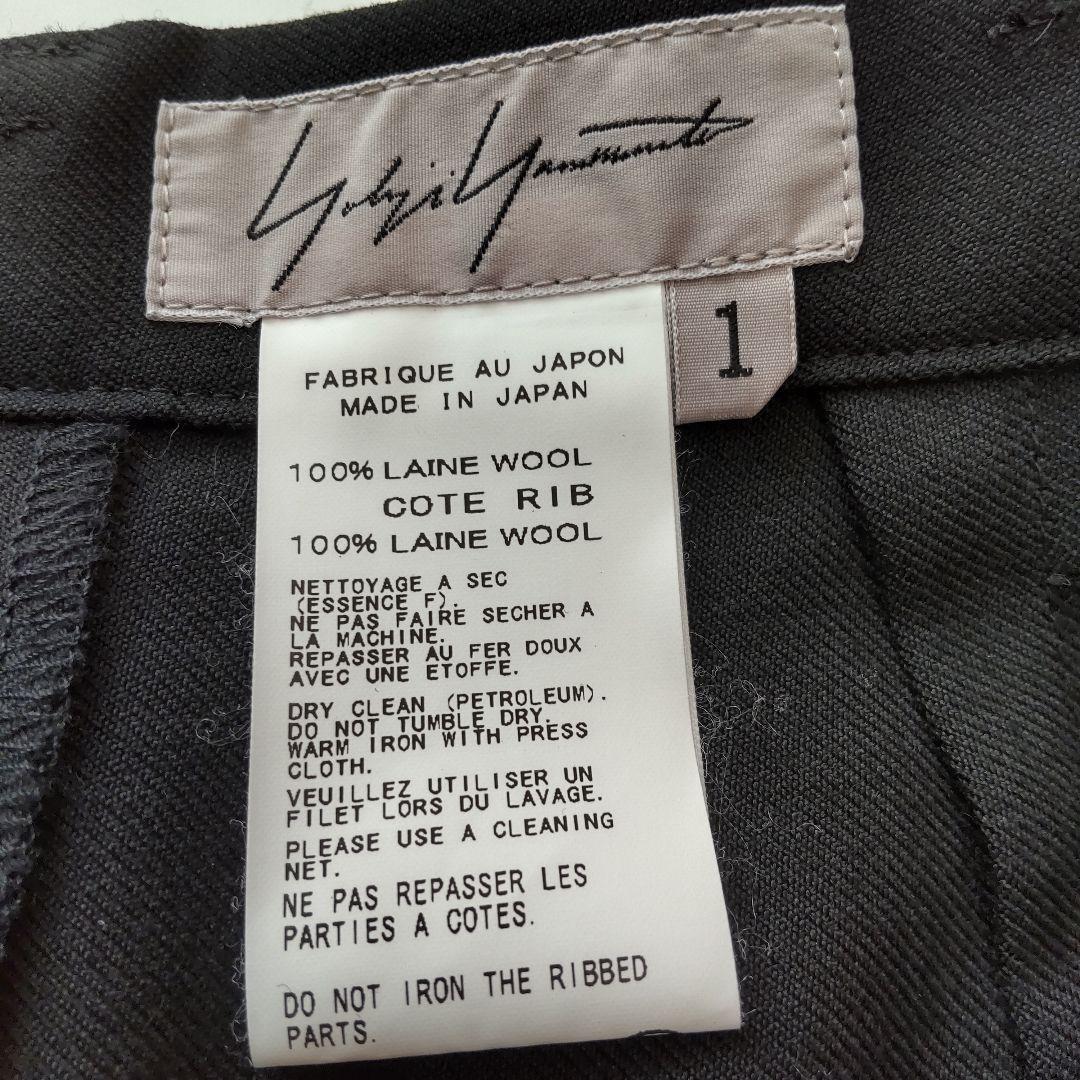 Yohji Yamamoto
1
FABRIQUE AU JAPON
MADE IN JAPAN
100% LAINE WOOL
COTE RIB
100% LAINE WOOL
NETTOYAGE A SEC
(ESSENCE F).
NE PAS FAIRE SECHER A
LA MACHINE.
REPASSER AU FER DOUX
AVEC UNE ETOFFE.
DRY CLEAN (PETROLEUM).
DO NOT TUMBLE DRY.
WARM IRON WITH PRESS
CLOTH.
VEUILLEZ UTILISER UN
FILET LORS DU LAVAGE.
PLEASE USE A CLEANING
NET.
NE PAS REPASSER LES
PARTIES A COTES.
DO NOT IRON THE RIBBED
PARTS.